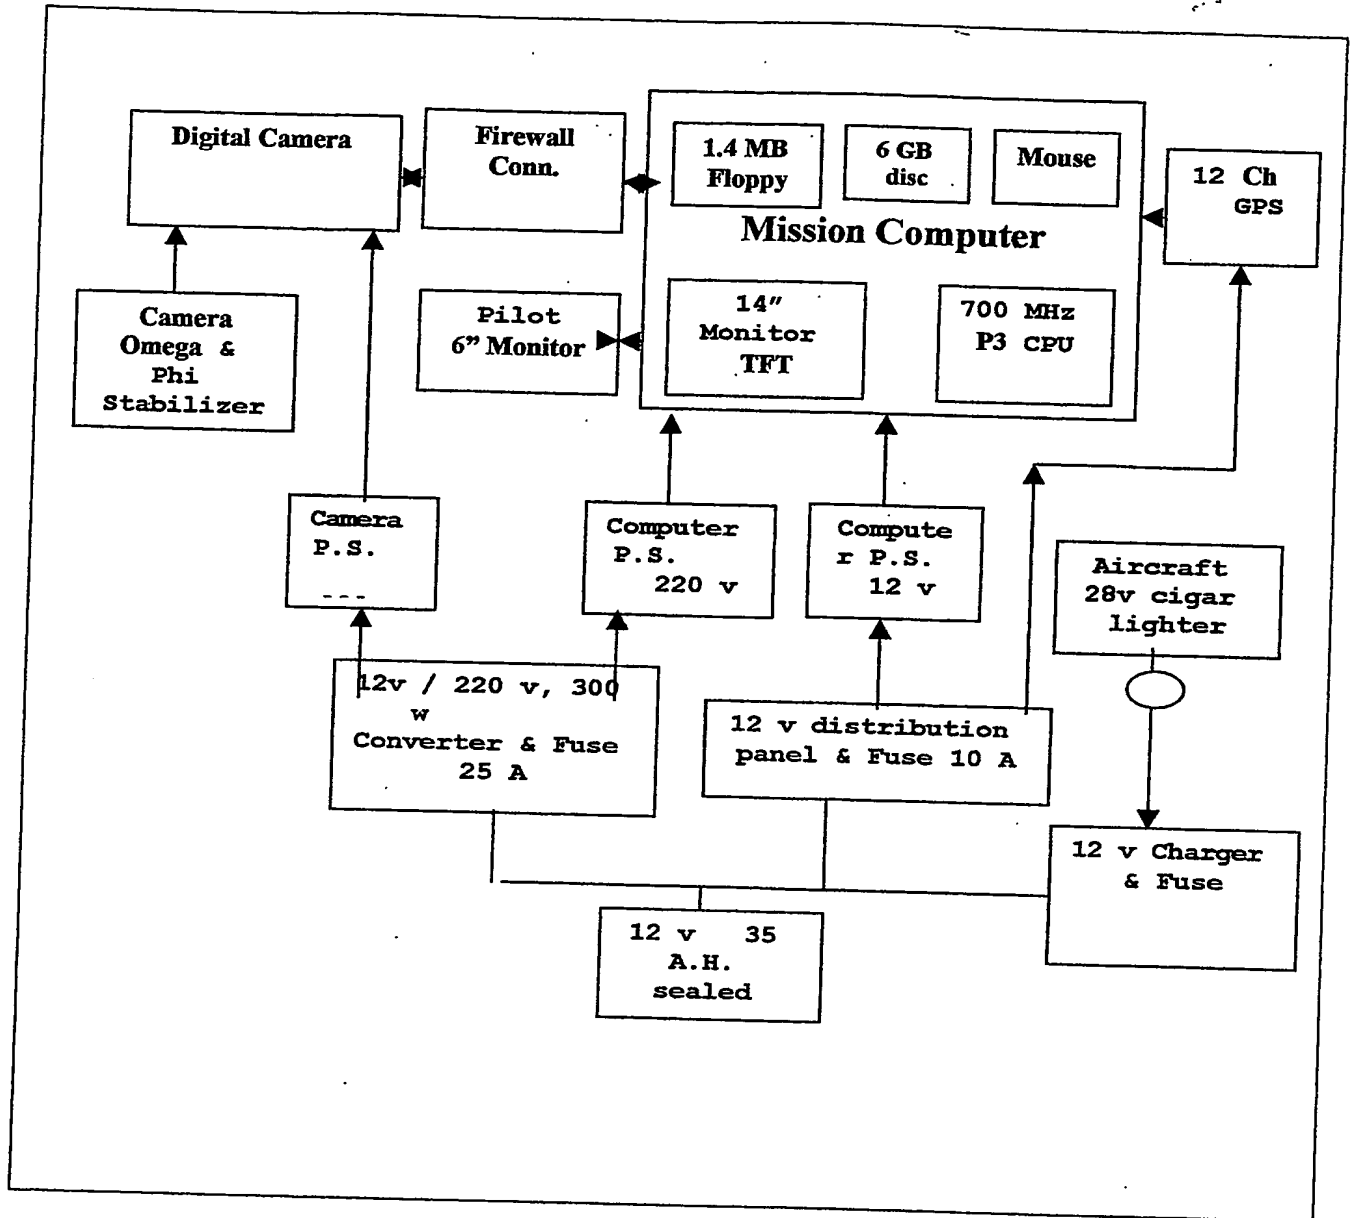 Digital Camera
Firewall
Conn.
1.4 MB
Floppy
6 GB
disc
Mouse
12 Ch
GPS
Mission Computer
Camera
Omega &
Phi
Stabilizer
Pilot
6” Monitor
14”
Monitor
TFT
700 MHz
P3 CPU
Camera
P.S.
Computer
P.S.
220 v
Compute
r P.S.
12 v
Aircraft
28v cigar
lighter
12v / 220 v, 300
w
Converter & Fuse
25 A
12 v distribution
panel & Fuse 10 A
12 v Charger
& Fuse
12 v 35
A.H.
sealed